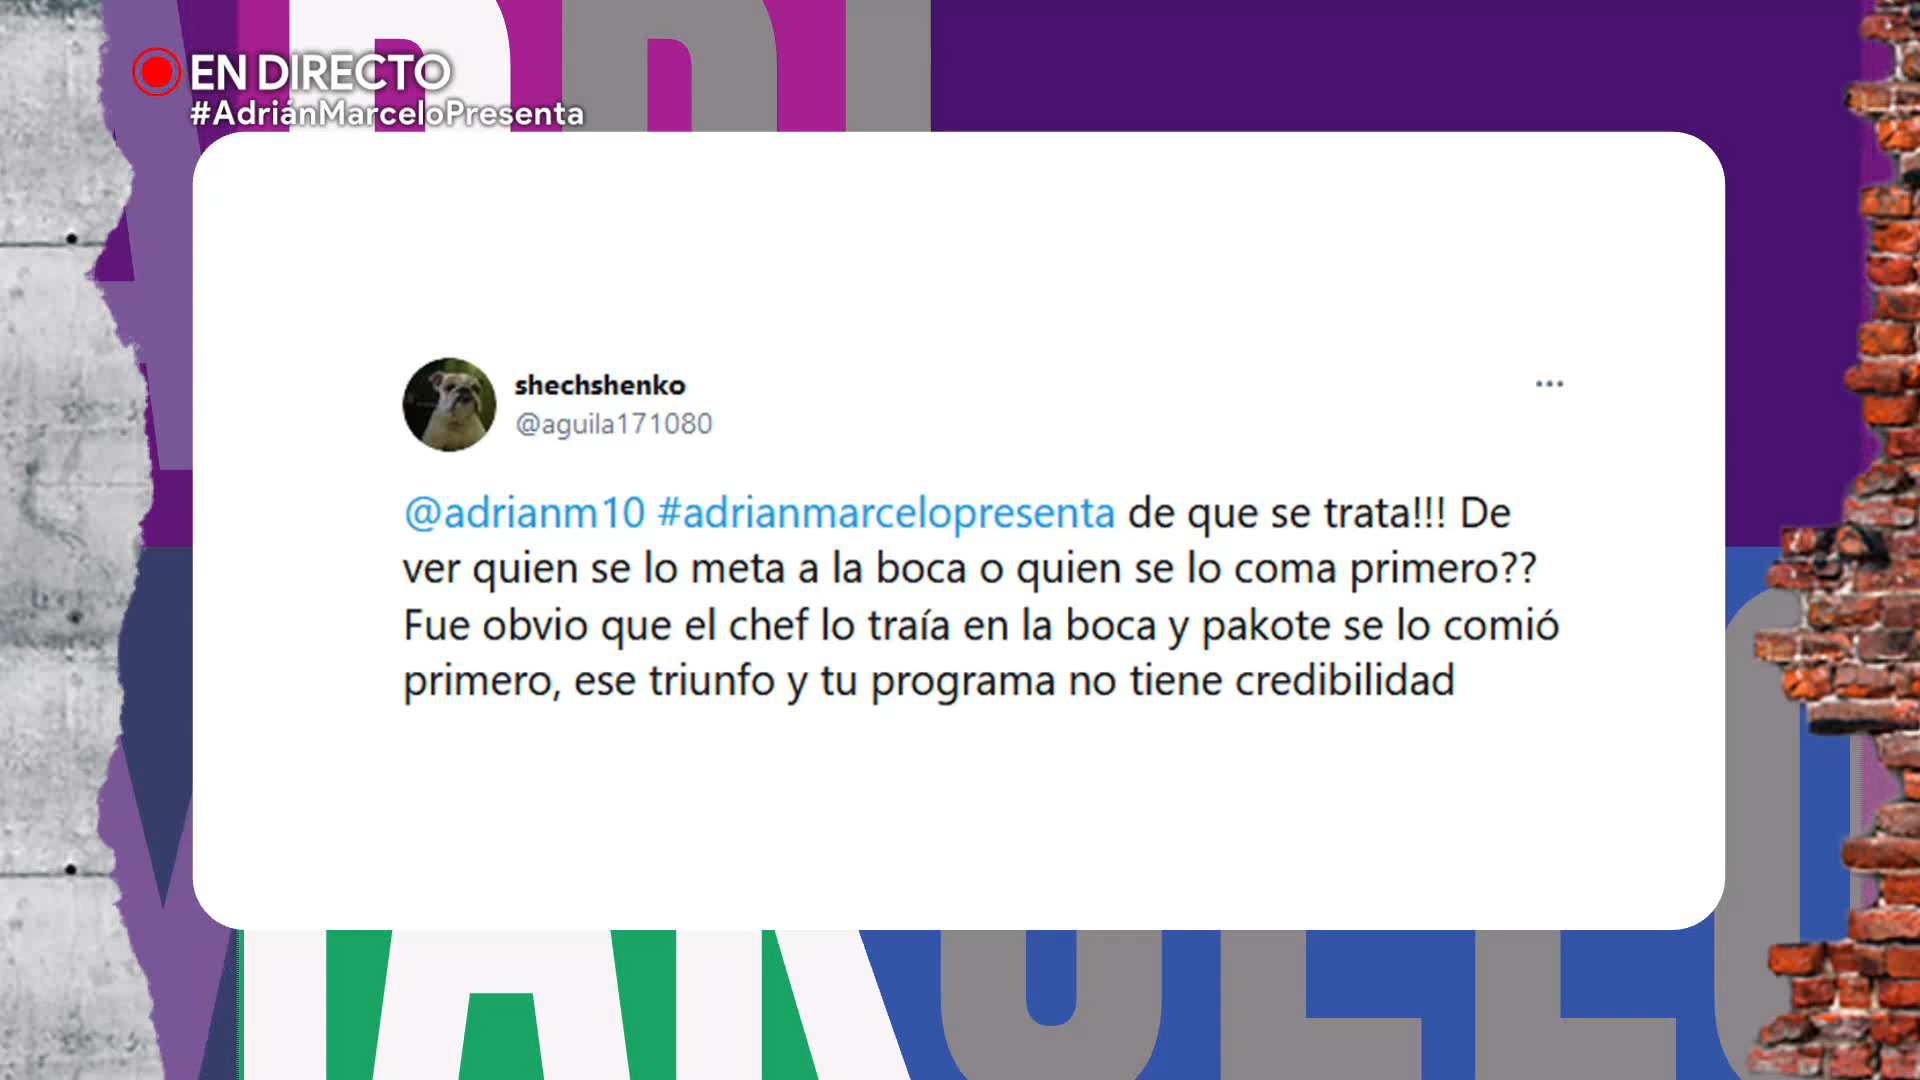 EN DIRECTO
#AdriánMarceloPresenta
shechshenko
@aguila171080
@adrianm10 #adrianmarcelopresenta de que se trata!!! De
ver quien se lo meta a la boca o quien se lo coma primero??
Fue obvio que el chef lo traía en la boca y pakote se lo comió
primero, ese triunfo y tu programa no tiene credibilidad